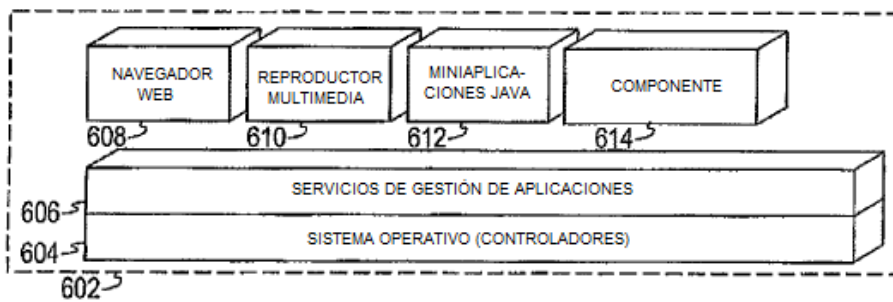 NAVEGADOR
WEB
REPRODUCTOR
MULTIMEDIA
MINIAPLICA-
CIONES JAVA
COMPONENTE
608
610
612
614
SERVICIOS DE GESTIÓN DE APLICACIONES
606
SISTEMA OPERATIVO (CONTROLADORES)
604
602